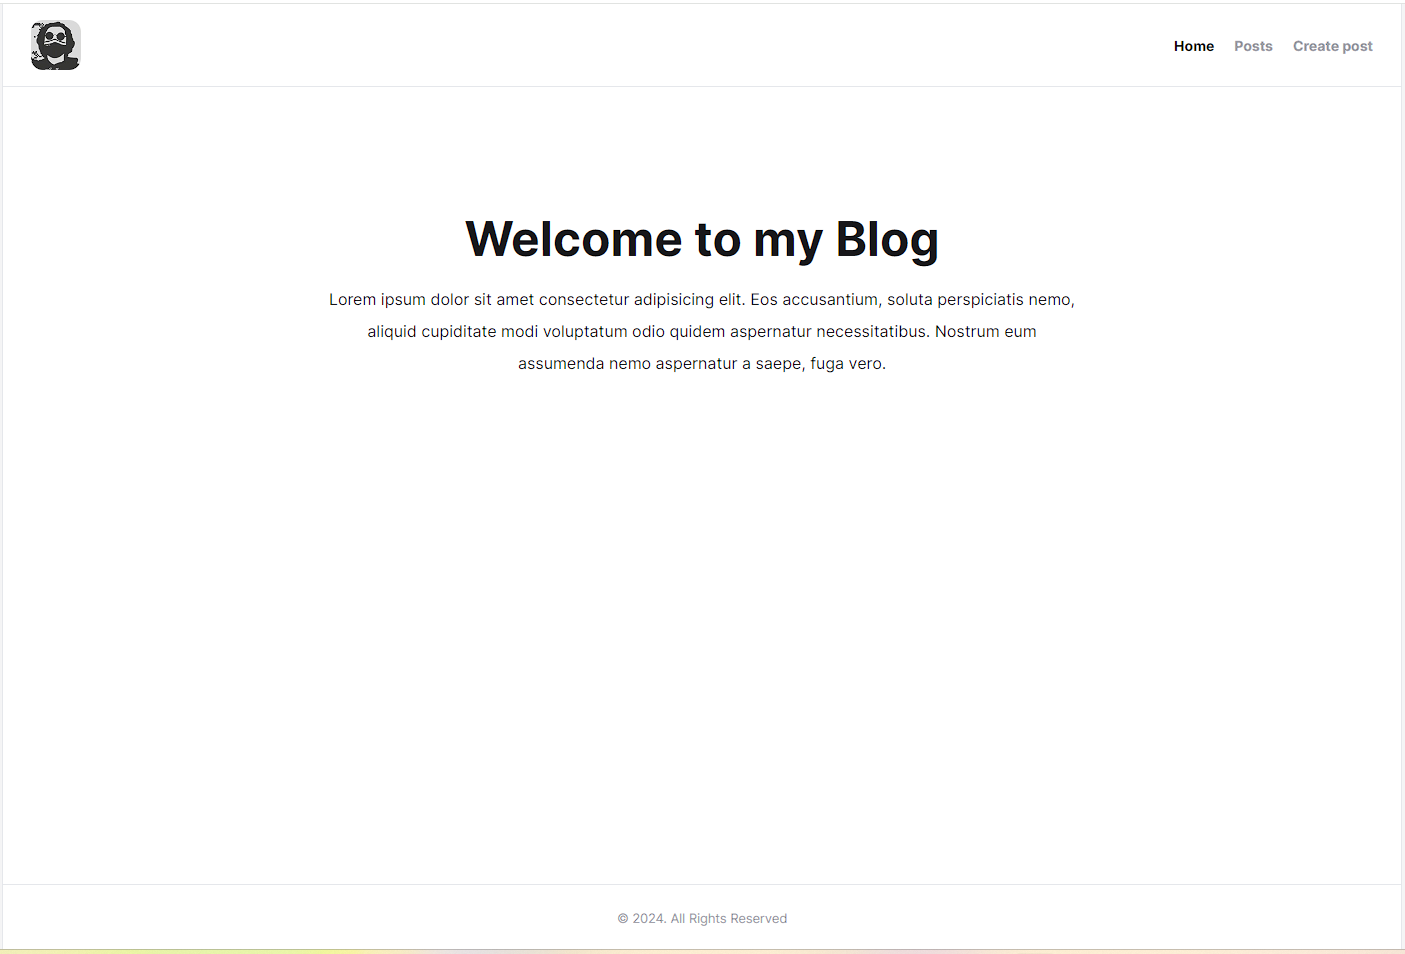 Home Posts Create post
Welcome to my Blog
Lorem ipsum dolor sit amet consectetur adipisicing elit. Eos accusantium, soluta perspiciatis nemo,
aliquid cupiditate modi voluptatum odio quidem aspernatur necessitatibus. Nostrum eum
assumenda nemo aspernatur a saepe, fuga vero.
© 2024. All Rights Reserved